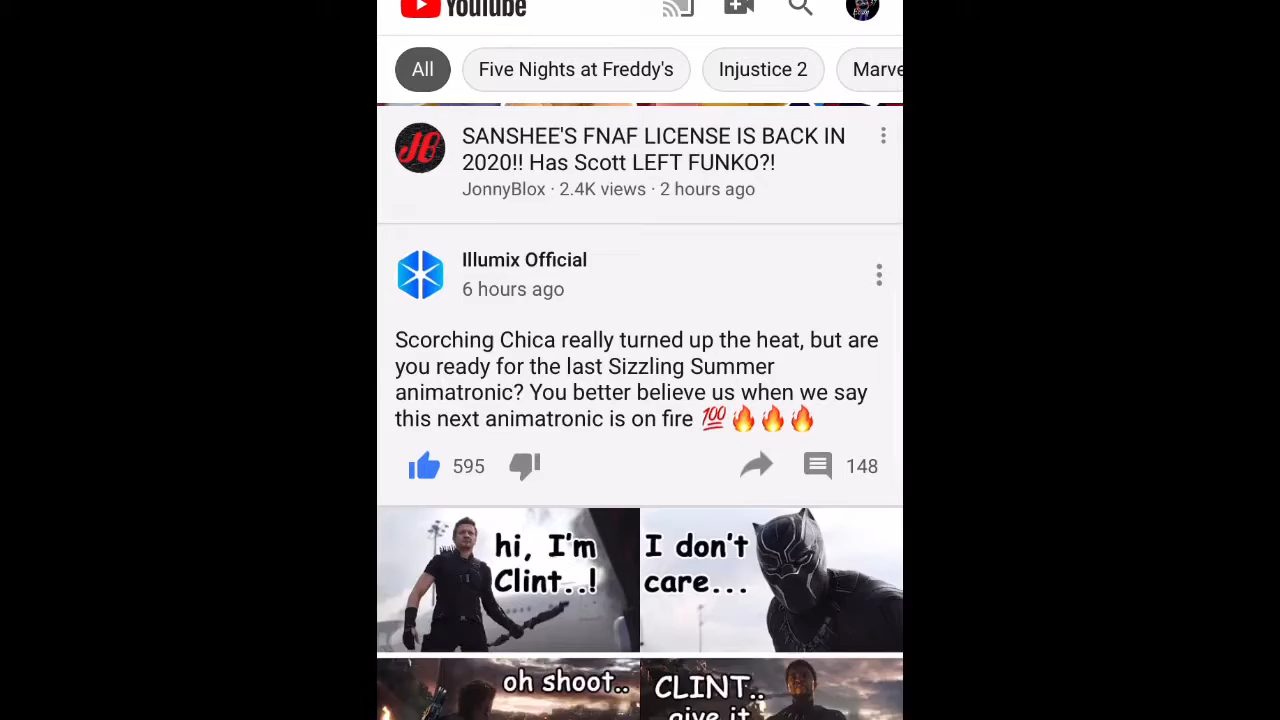 YouTube
All
Five Nights at Freddy's
Injustice 2
Marve
JB
SANSHEE'S FNAF LICENSE IS BACK IN
2020!! Has Scott LEFT FUNKO?!
JonnyBlox · 2.4K views · 2 hours ago
Illumix Official
6 hours ago
Scorching Chica really turned up the heat, but are
you ready for the last Sizzling Summer
animatronic? You better believe us when we say
this next animatronic is on fire 💯🔥🔥🔥
595
148
hi, I'm
Clint..!
I don't
care...
oh shoot..
CLINT..
give it